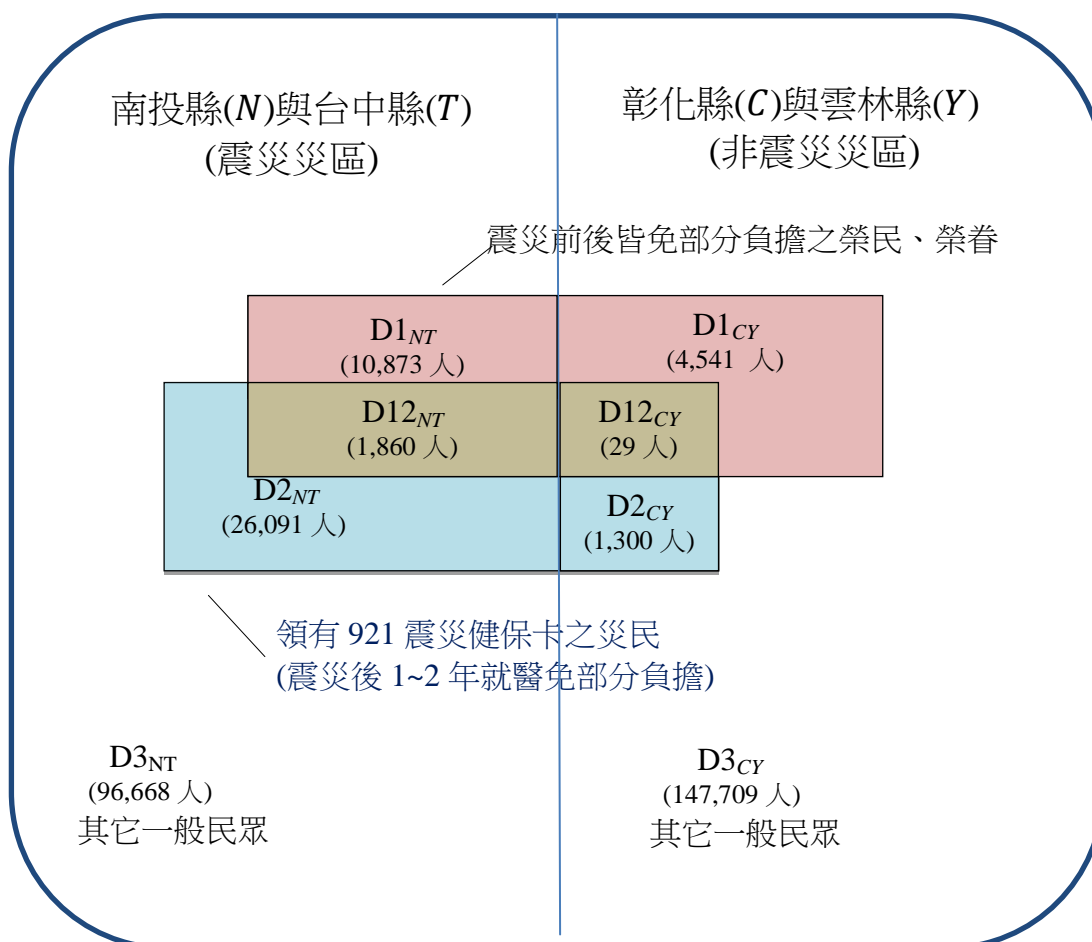 南投縣(N)與台中縣(T)
(震災災區)
彰化縣(C)與雲林縣(Y)
(非震災災區)
震災前後皆免部分負擔之榮民、榮眷
D1NT
(10,873 人)
D1CY
(4,541 人)
D12NT
(1,860 人)
D12CY
(29 人)
D2NT
(26,091 人)
D2CY
(1,300 人)
領有 921 震災健保卡之災民
(震災後 1~2 年就醫免部分負擔)
D3NT
(96,668 人)
其它一般民眾
D3CY
(147,709 人)
其它一般民眾